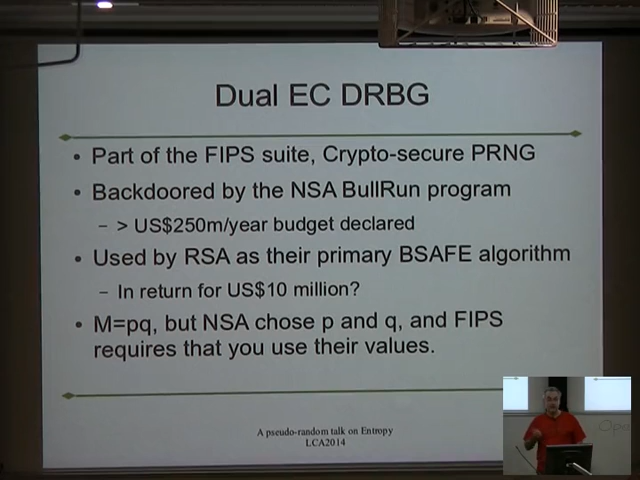 Dual EC DRBG
• Part of the FIPS suite, Crypto-secure PRNG
• Backdoored by the NSA BullRun program
– > US$250m/year budget declared
• Used by RSA as their primary BSAFE algorithm
– In return for US$10 million?
• M=pq, but NSA chose p and q, and FIPS
requires that you use their values.
A pseudo-random talk on Entropy
LCA2014